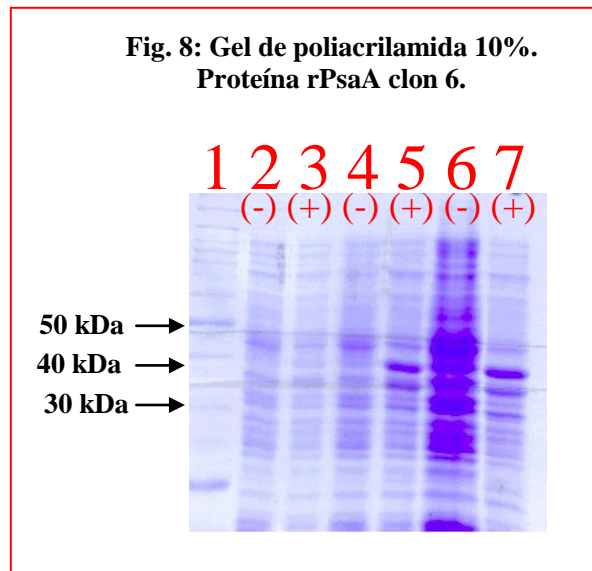 Fig. 8: Gel de poliacrilamida 10%.
Proteína rPsaA clon 6.
1 2 3 4 5 6 7
(-) (+) (-) (+) (-) (+)
50 kDa
40 kDa
30 kDa